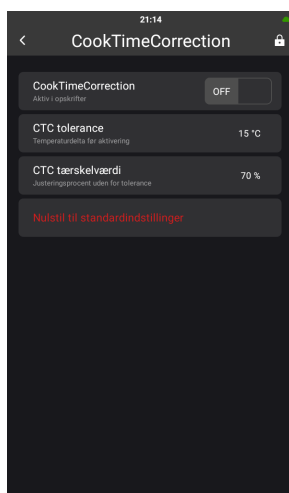 21:14
CookTimeCorrection
CookTimeCorrection
Aktiv i opskrifter
OFF
CTC tolerance
Temperaturdelta før aktivering
15 °C
CTC tærskelværdi
Justeringsprocent uden for tolerance
70 %
Nulstil til standardindstillinger